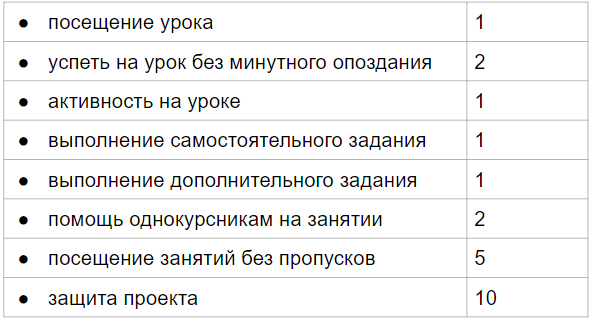 ● посещение урока 1
● успеть на урок без минутного опоздания 2
● активность на уроке 1
● выполнение самостоятельного задания 1
● выполнение дополнительного задания 1
● помощь однокурсникам на занятии 2
● посещение занятий без пропусков 5
● защита проекта 10